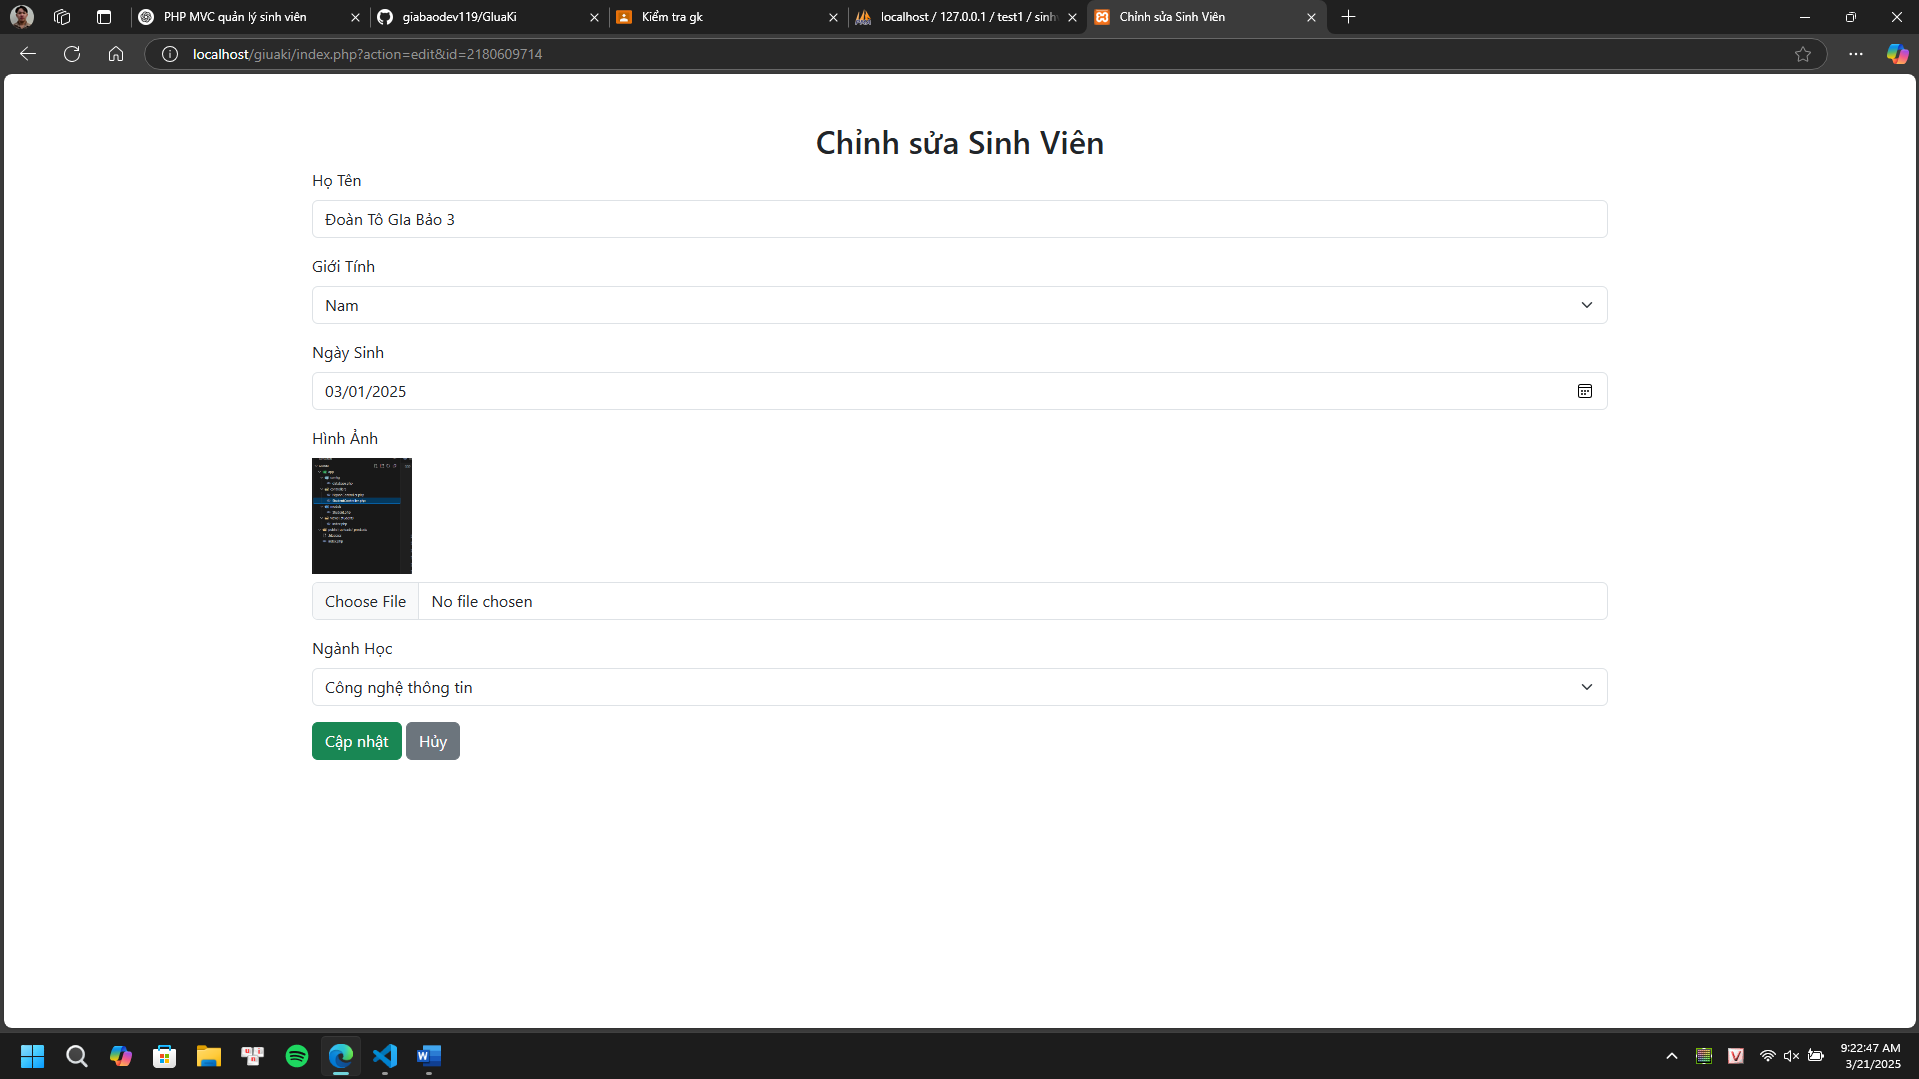 PHP MVC quản lý sinh viên
giabaodev119/GIuaKi
Kiểm tra gk
localhost / 127.0.0.1 / test1 / sinh
Chỉnh sửa Sinh Viên
localhost/giuaki/index.php?action=edit&id=2180609714
Chỉnh sửa Sinh Viên
Họ Tên
Đoàn Tô GIa Bảo 3
Giới Tính
Nam
Ngày Sinh
03/01/2025
Hình Ảnh
Choose File No file chosen
Ngành Học
Công nghệ thông tin
Cập nhật Hủy
9:22:47 AM
3/21/2025